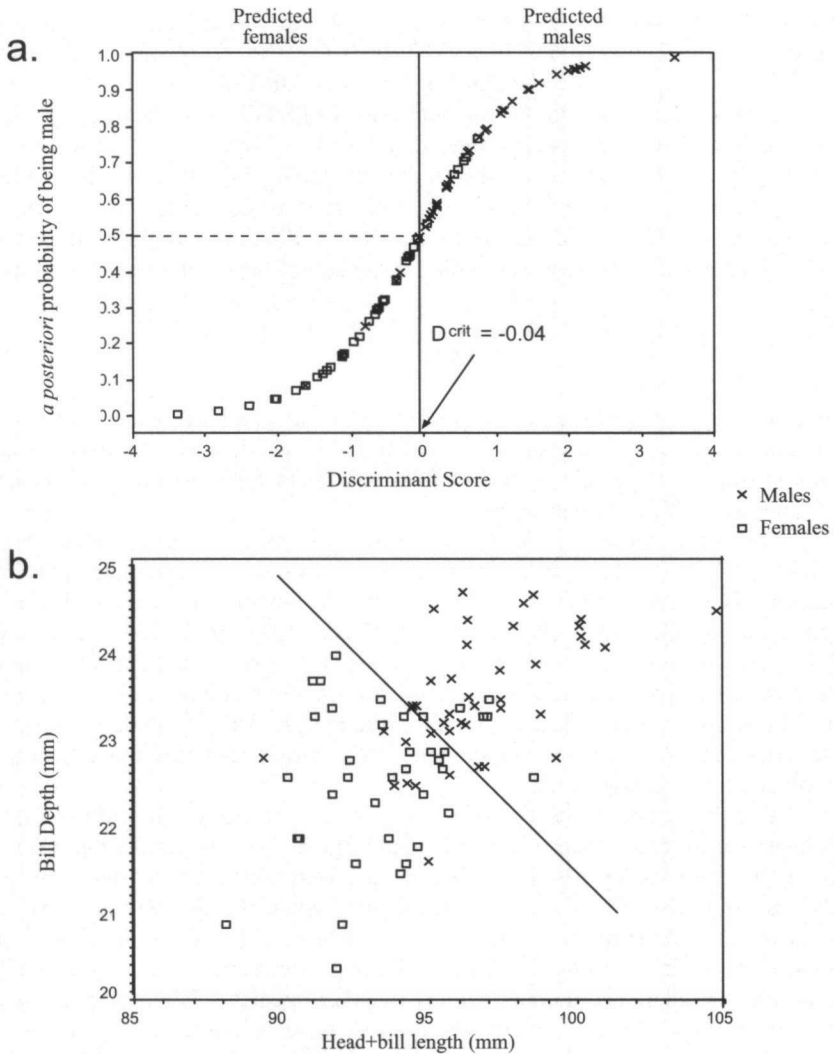 Predicted females
Predicted males
a.
a posteriori probability of being male
1.0
0.9
0.8
0.7
0.6
0.5
0.4
0.3
0.2
0.1
0.0
-4
-3
-2
-1
0
1
2
3
4
Dcrit = -0.04
Discriminant Score
× Males
□ Females
b.
Bill Depth (mm)
25
24
23
22
21
20
85
90
95
100
105
Head+bill length (mm)